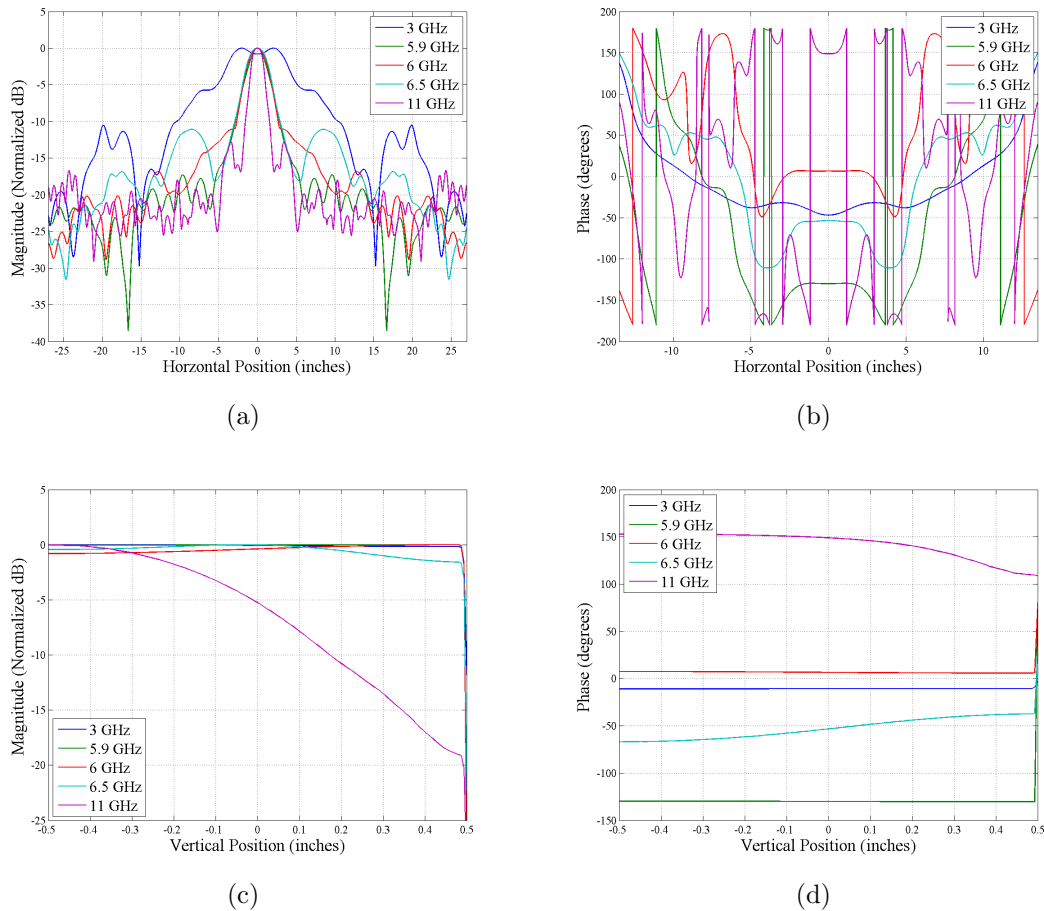 5
0
-5
-10
-15
-20
-25
-30
-35
-40
Magnitude (Normalized dB)
-25 -20 -15 -10 -5 0 5 10 15 20 25
Horzontal Position (inches)
3 GHz
5.9 GHz
6 GHz
6.5 GHz
11 GHz
(a)
200
150
100
50
0
-50
-100
-150
-200
Phase (degrees)
-10 -5 0 5 10
Horzontal Position (inches)
3 GHz
5.9 GHz
6 GHz
6.5 GHz
11 GHz
(b)
5
0
-5
-10
-15
-20
-25
Magnitude (Normalized dB)
-0.5 -0.4 -0.3 -0.2 -0.1 0 0.1 0.2 0.3 0.4 0.5
Vertical Position (inches)
3 GHz
5.9 GHz
6 GHz
6.5 GHz
11 GHz
(c)
200
150
100
50
0
-50
-100
-150
Phase (degrees)
-0.5 -0.4 -0.3 -0.2 -0.1 0 0.1 0.2 0.3 0.4 0.5
Vertical Position (inches)
3 GHz
5.9 GHz
6 GHz
6.5 GHz
11 GHz
(d)